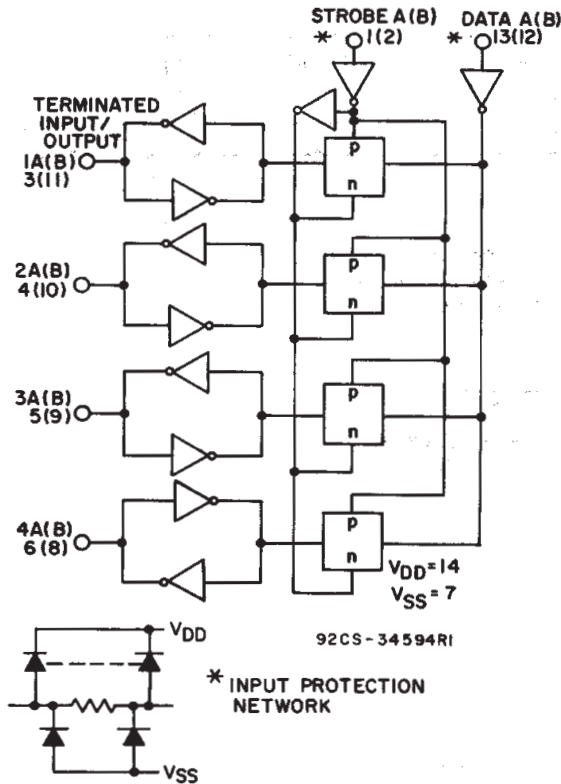 STROBE A(B)
* 1(2)
DATA A(B)
* 13(12)
TERMINATED
INPUT/
OUTPUT
1A(B)
3(11)
p
n
2A(B)
4(10)
p
n
3A(B)
5(9)
p
n
4A(B)
6(8)
p
n
VDD=14
VSS=7
92CS-34594R1
VDD
* INPUT PROTECTION
NETWORK
VSS